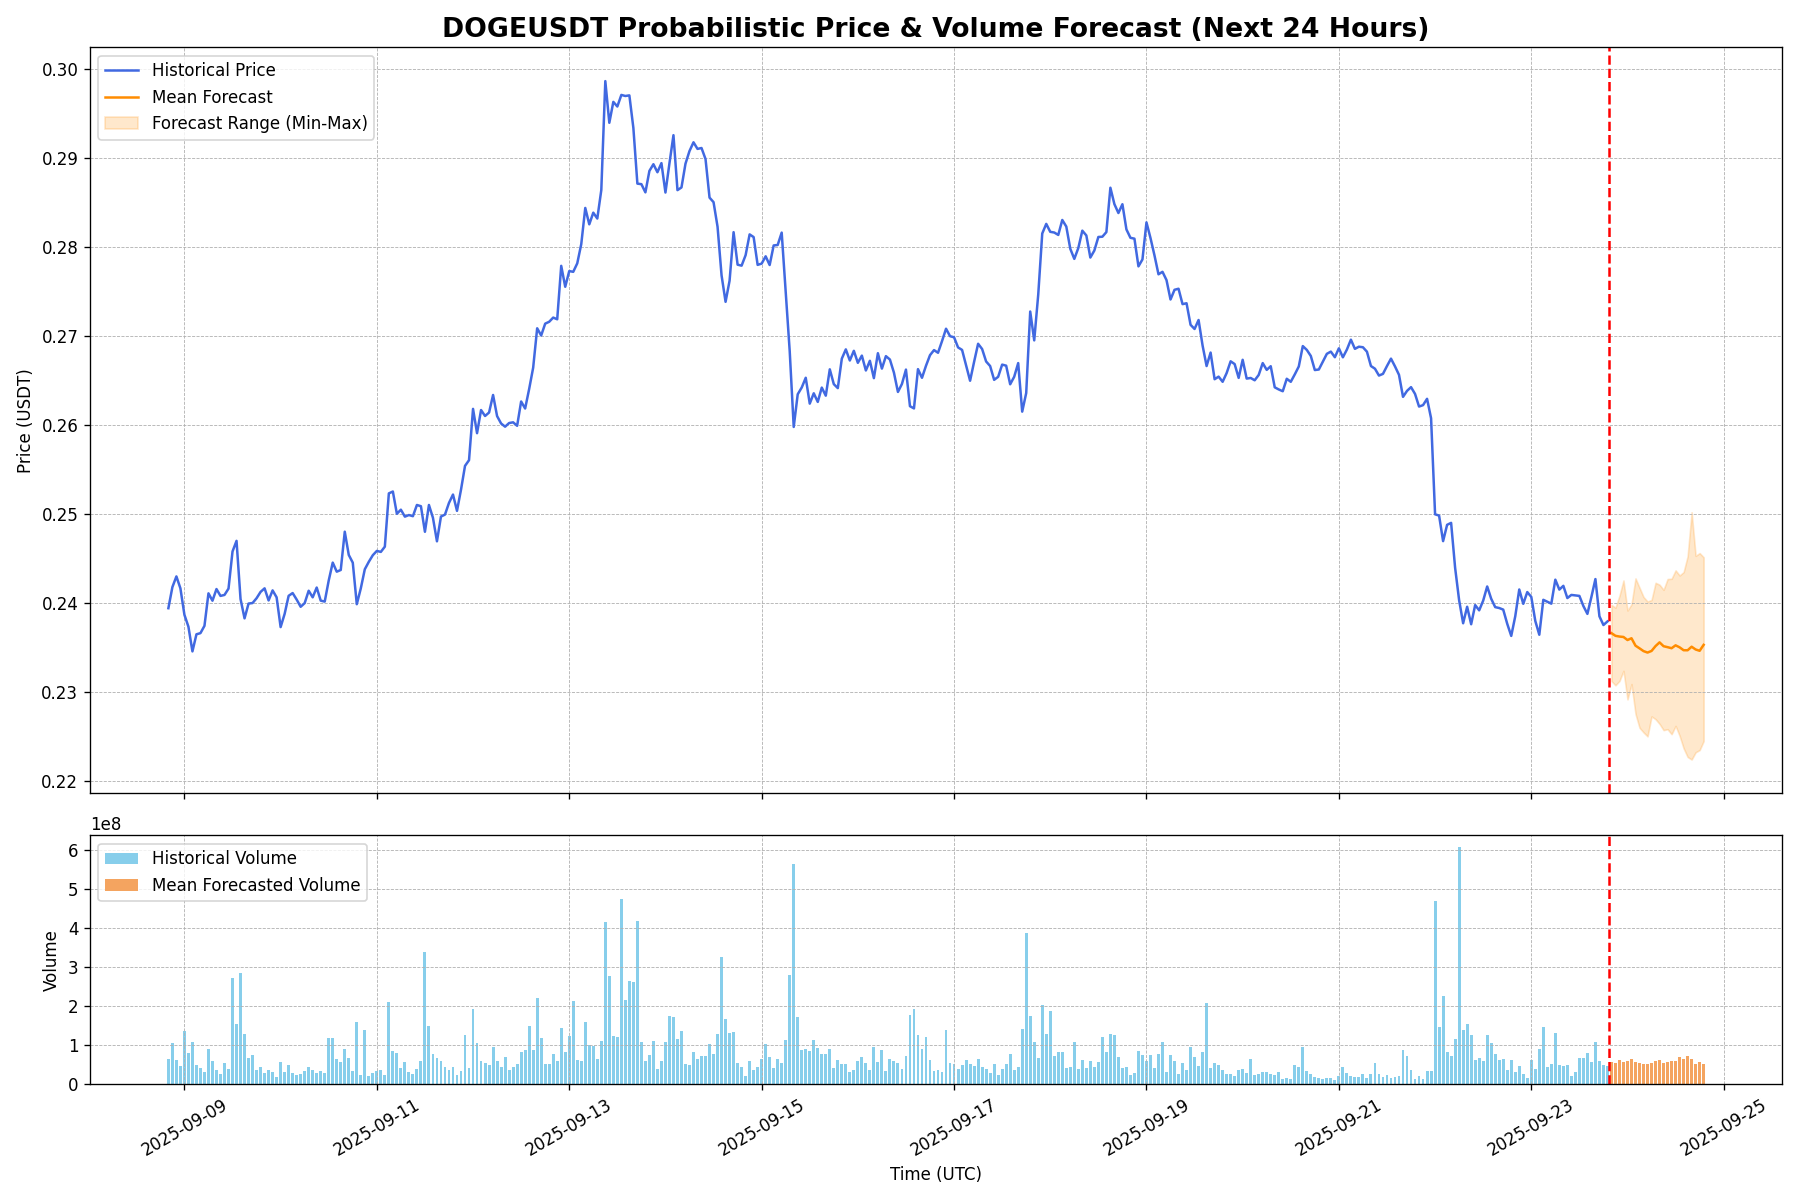 DOGEUSDT Probabilistic Price & Volume Forecast (Next 24 Hours)
Historical Price
Mean Forecast
Forecast Range (Min-Max)
Price (USDT)
0.30
0.29
0.28
0.27
0.26
0.25
0.24
0.23
0.22
1e8
Historical Volume
Mean Forecasted Volume
Volume
6
5
4
3
2
1
0
2025-09-09
2025-09-11
2025-09-13
2025-09-15
2025-09-17
2025-09-19
2025-09-21
2025-09-23
2025-09-25
Time (UTC)